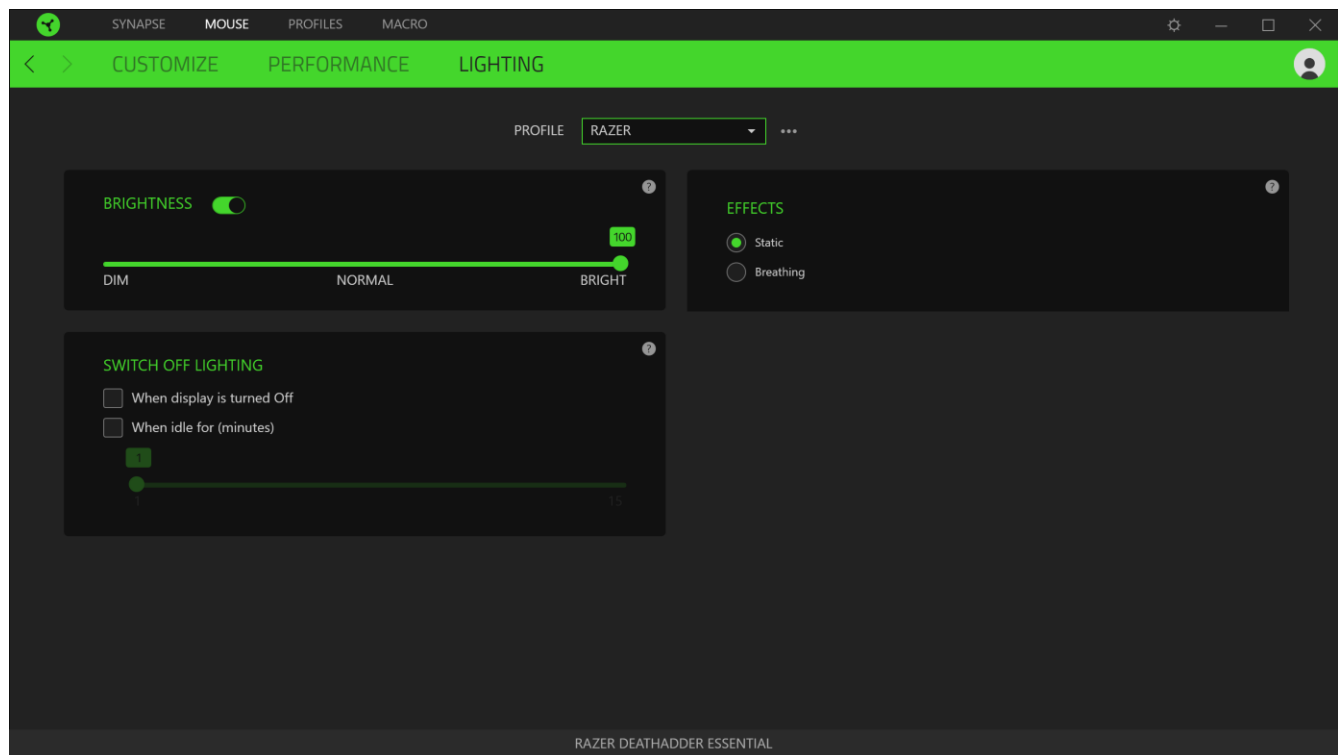 SYNAPSE MOUSE PROFILES MACRO
CUSTOMIZE PERFORMANCE LIGHTING
PROFILE RAZER
BRIGHTNESS
100
DIM NORMAL BRIGHT
EFFECTS
Static
Breathing
SWITCH OFF LIGHTING
When display is turned Off
When idle for (minutes)
1
1 15
RAZER DEATHADDER ESSENTIAL